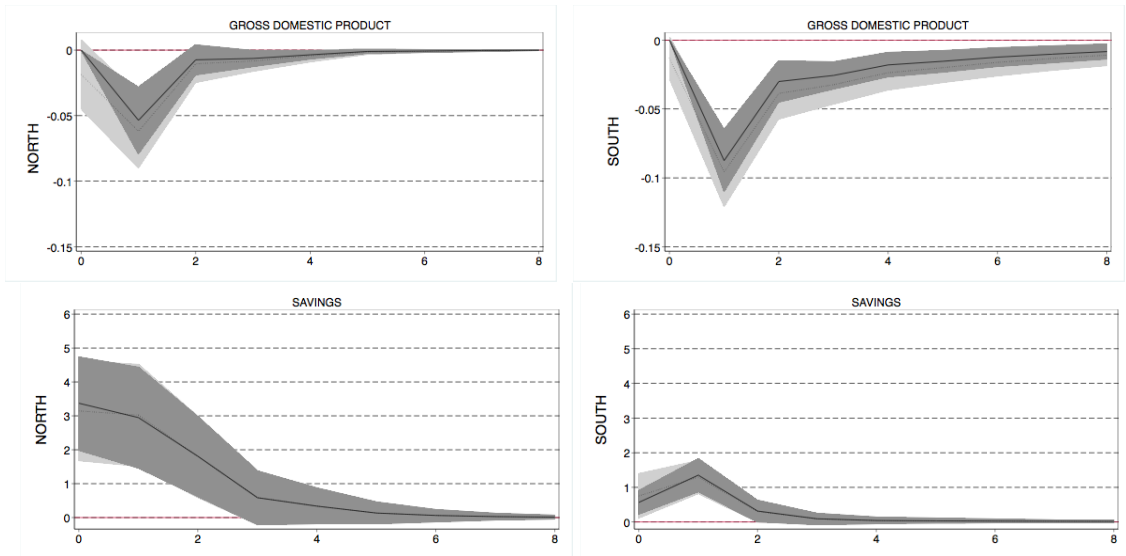 GROSS DOMESTIC PRODUCT
NORTH
0
-0.05
-0.1
-0.15
0 2 4 6 8
GROSS DOMESTIC PRODUCT
SOUTH
0
-0.05
-0.1
-0.15
0 2 4 6 8
SAVINGS
NORTH
6
5
4
3
2
1
0
0 2 4 6 8
SAVINGS
SOUTH
6
5
4
3
2
1
0
0 2 4 6 8